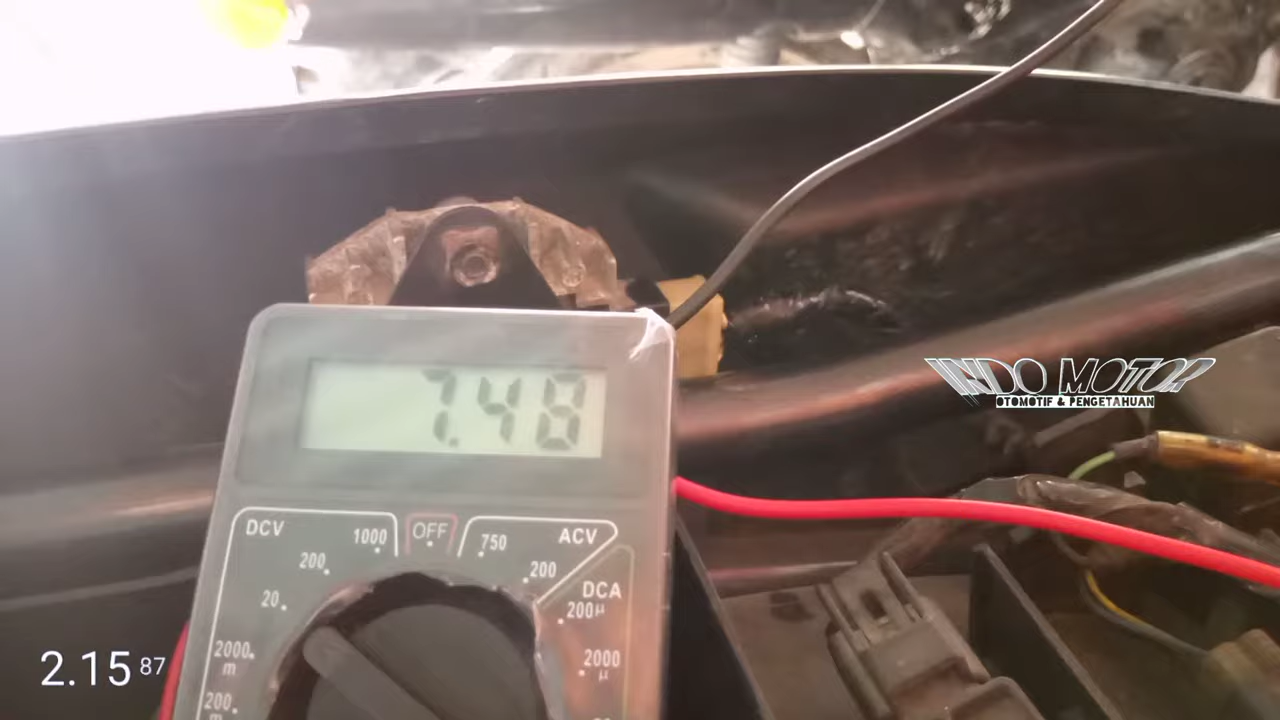 INDO MOTOR
OTOMOTIF & PENGETAHUAN
7.48
DCV
1000
OFF
750
ACV
200
200
DCA
20
200µ
2000
m
2000
µ
200
m
2.15 87